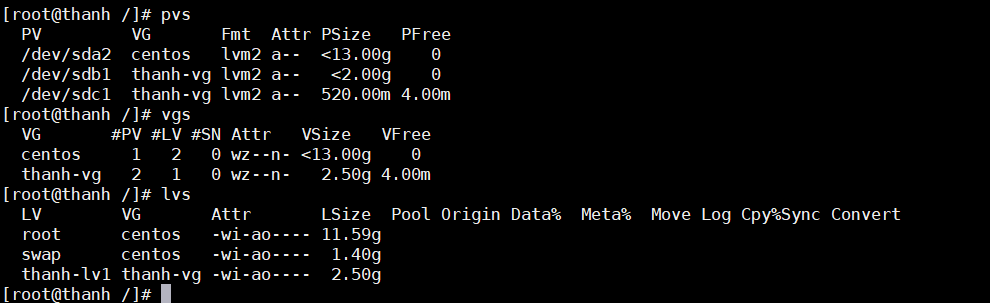 [root@thanh /]# pvs
  PV         VG       Fmt  Attr PSize   PFree
  /dev/sda2  centos   lvm2 a--  <13.00g    0
  /dev/sdb1  thanh-vg lvm2 a--   <2.00g    0
  /dev/sdc1  thanh-vg lvm2 a--  520.00m 4.00m
[root@thanh /]# vgs
  VG       #PV #LV #SN Attr   VSize   VFree
  centos     1   2   0 wz--n- <13.00g    0
  thanh-vg   2   1   0 wz--n-   2.50g 4.00m
[root@thanh /]# lvs
  LV        VG       Attr       LSize  Pool Origin Data%  Meta%  Move Log Cpy%Sync Convert
  root      centos   -wi-ao---- 11.59g
  swap      centos   -wi-ao----  1.40g
  thanh-lv1 thanh-vg -wi-ao----  2.50g
[root@thanh /]#